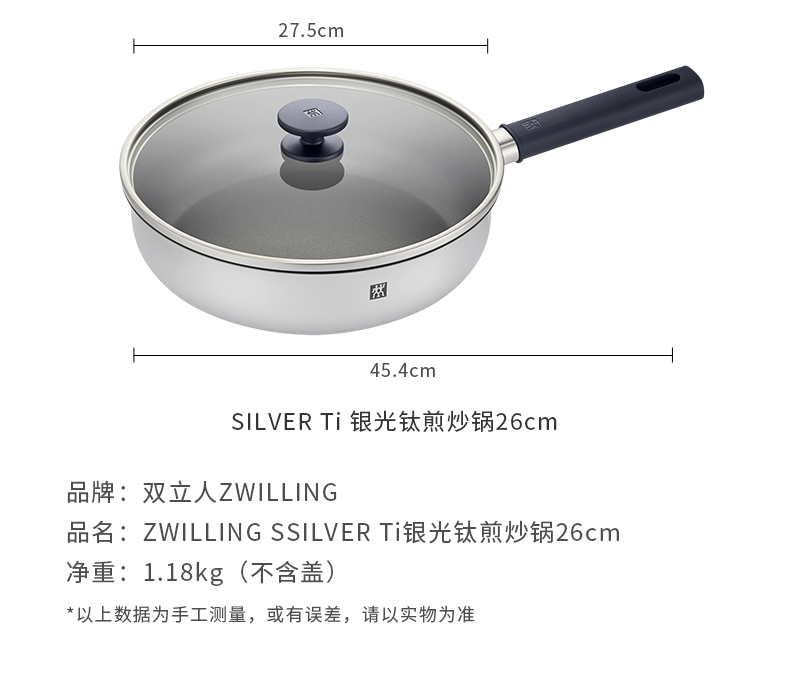 27.5cm
45.4cm
SILVER Ti 银光钛煎炒锅26cm
品牌：双立人ZWILLING
品名：ZWILLING SSILVER Ti银光钛煎炒锅26cm
净重：1.18kg（不含盖）
*以上数据为手工测量，或有误差，请以实物为准